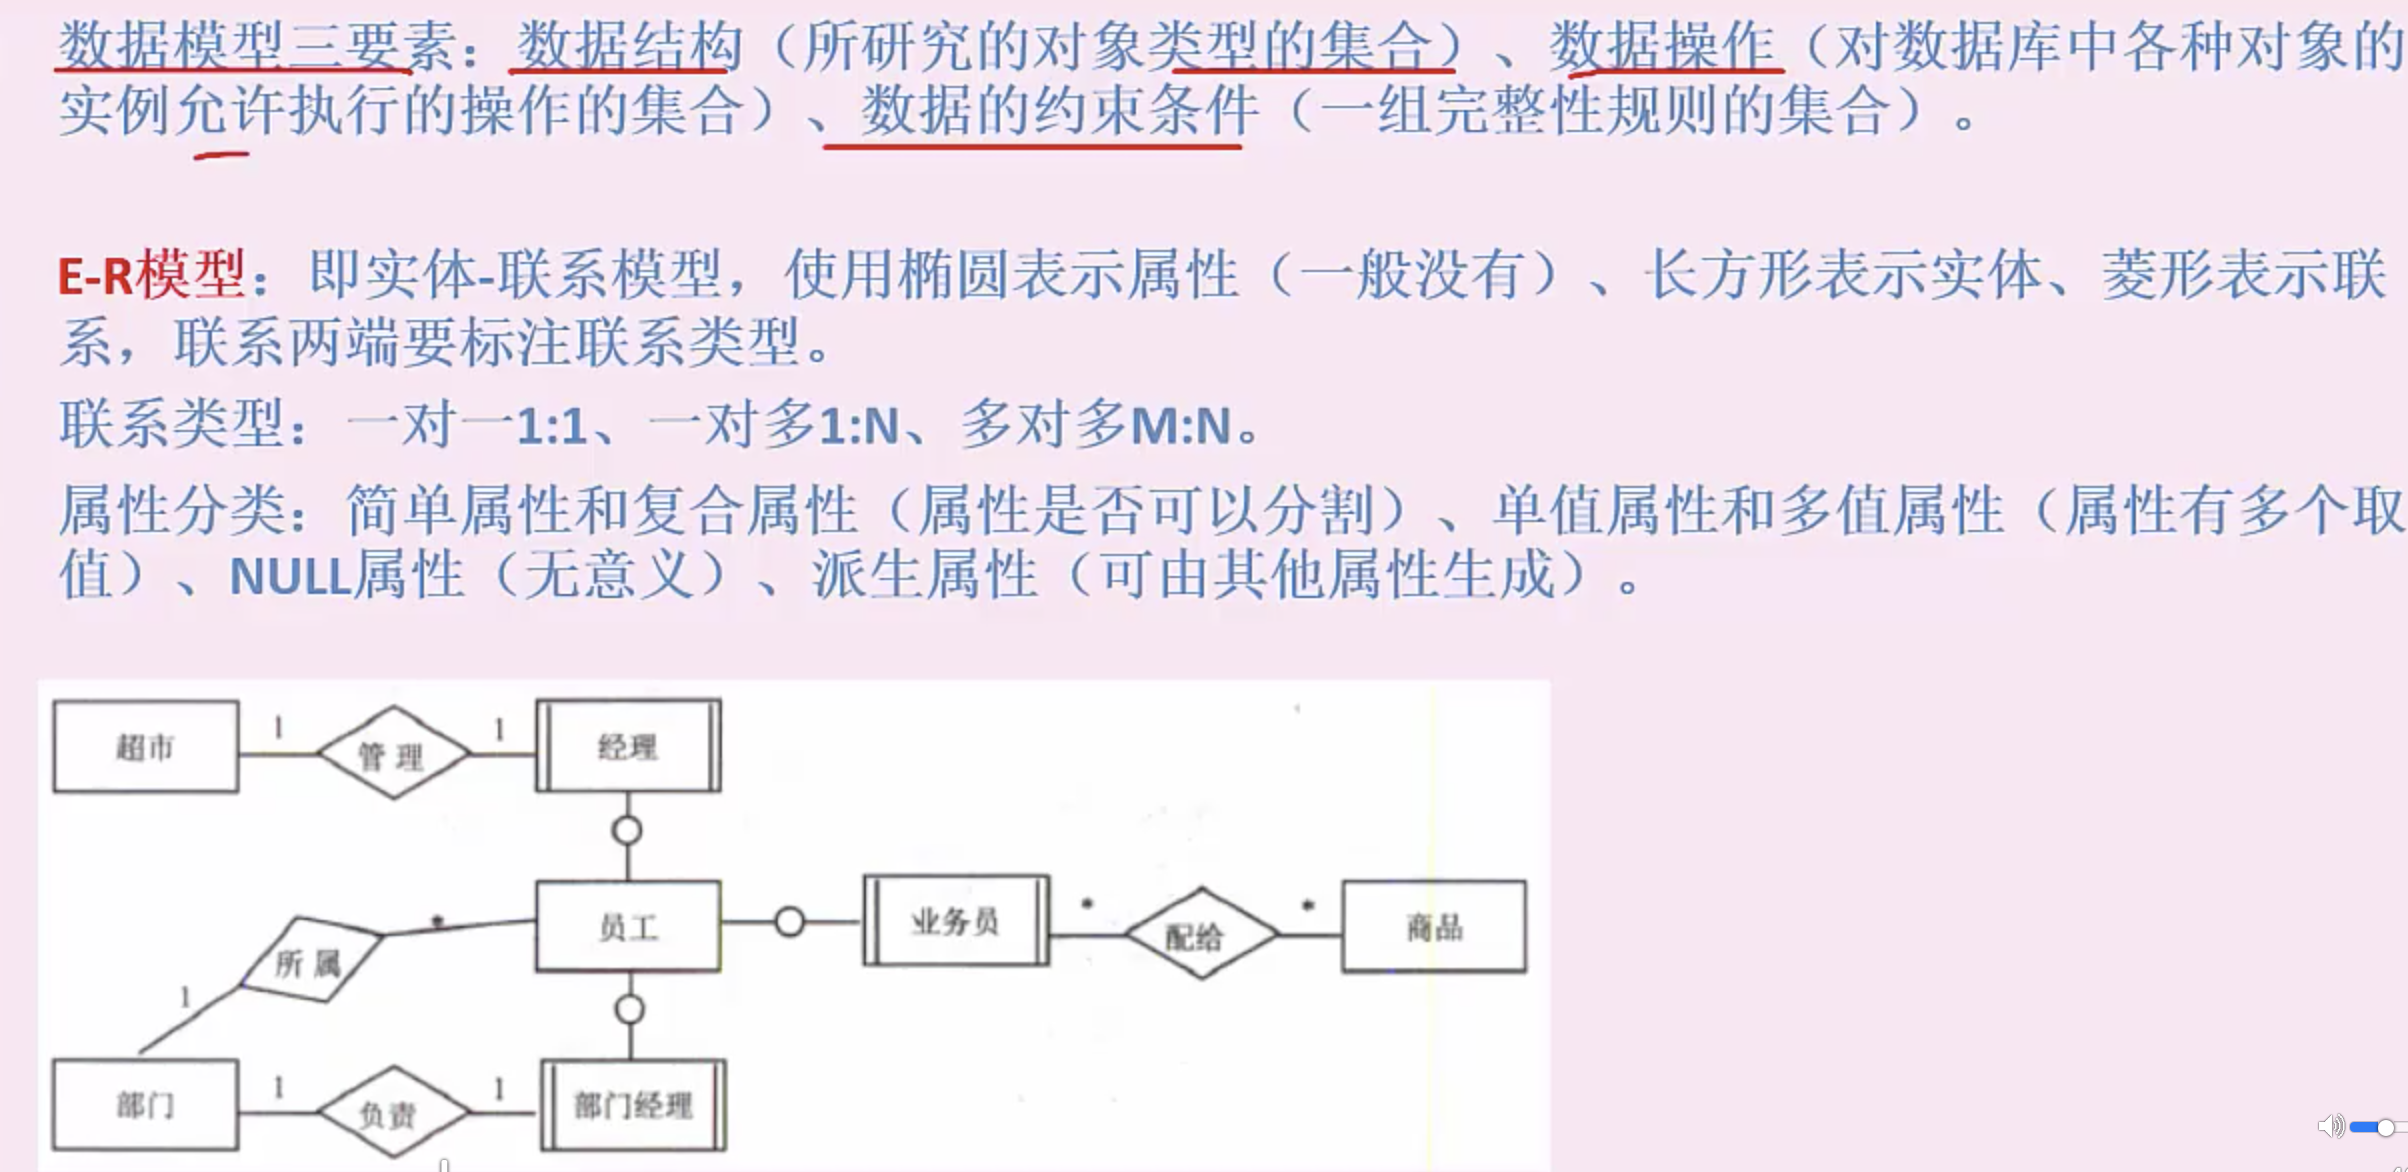 数据模型三要素：数据结构（所研究的对象类型的集合）、数据操作（对数据库中各种对象的
实例允许执行的操作的集合）、数据的约束条件（一组完整性规则的集合）。
E-R模型：即实体-联系模型，使用椭圆表示属性（一般没有）、长方形表示实体、菱形表示联
系，联系两端要标注联系类型。
联系类型：一对一1:1、一对多1:N、多对多M:N。
属性分类：简单属性和复合属性（属性是否可以分割）、单值属性和多值属性（属性有多个取
值）、NULL属性（无意义）、派生属性（可由其他属性生成）。
超市 1 管理 1 经理
员工 业务员 * 配给 * 商品
*
所属
1
部门 1 负责 1 部门经理